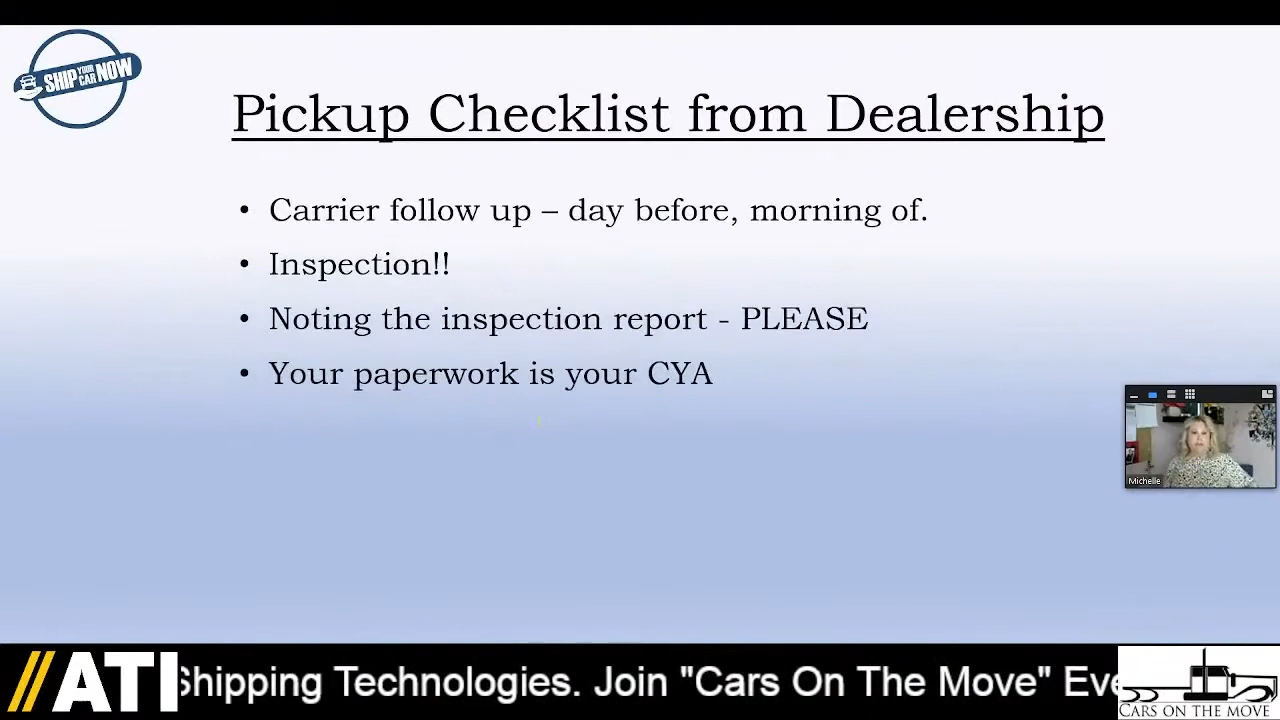 SHIP YOUR CAR NOW
Pickup Checklist from Dealership
• Carrier follow up – day before, morning of.
• Inspection!!
• Noting the inspection report - PLEASE
• Your paperwork is your CYA
Michelle
//ATI
Shipping Technologies. Join "Cars On The Move" Eve
CARS ON THE MOVE